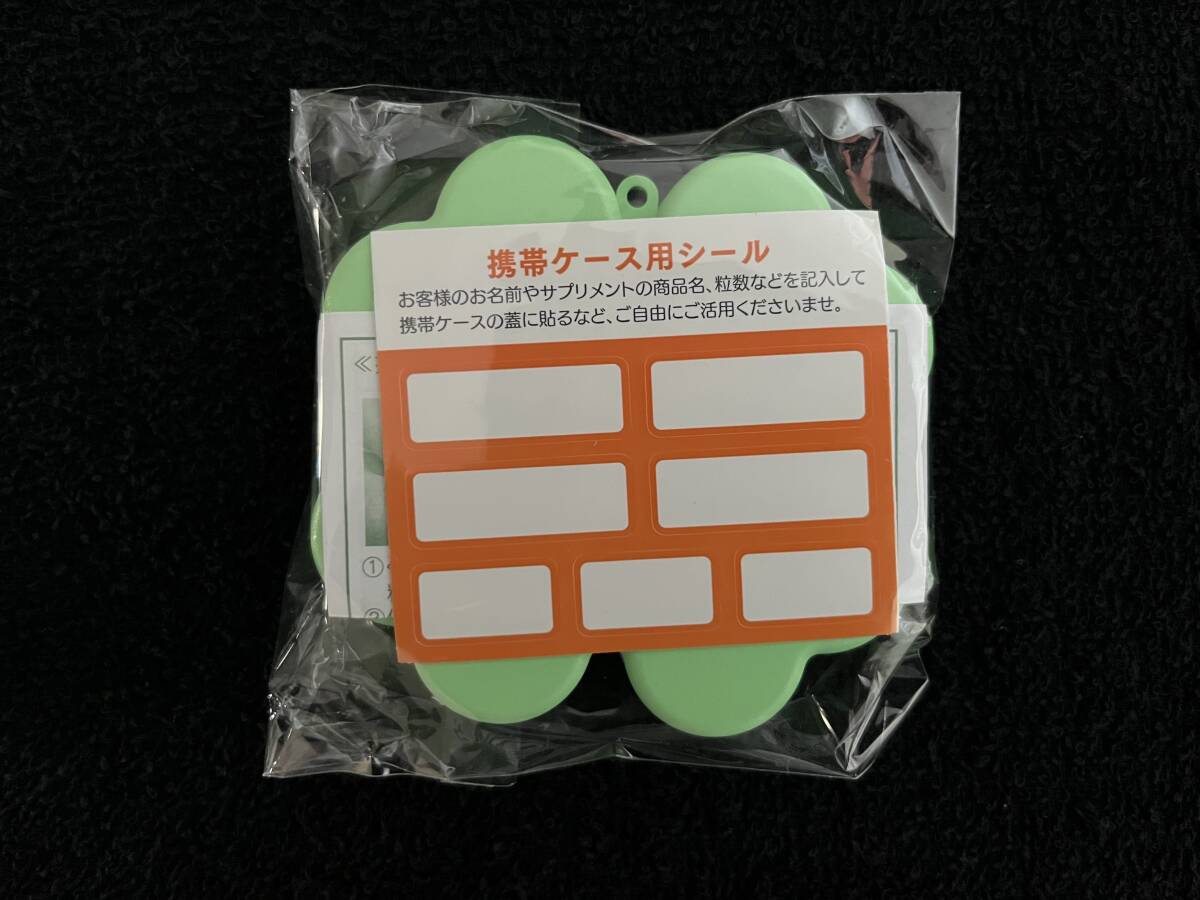 携帯ケース用シール
お客様のお名前やサプリメントの商品名、粒数などを記入して
携帯ケースの蓋に貼るなど、ご自由にご活用くださいませ。
≪
①
②